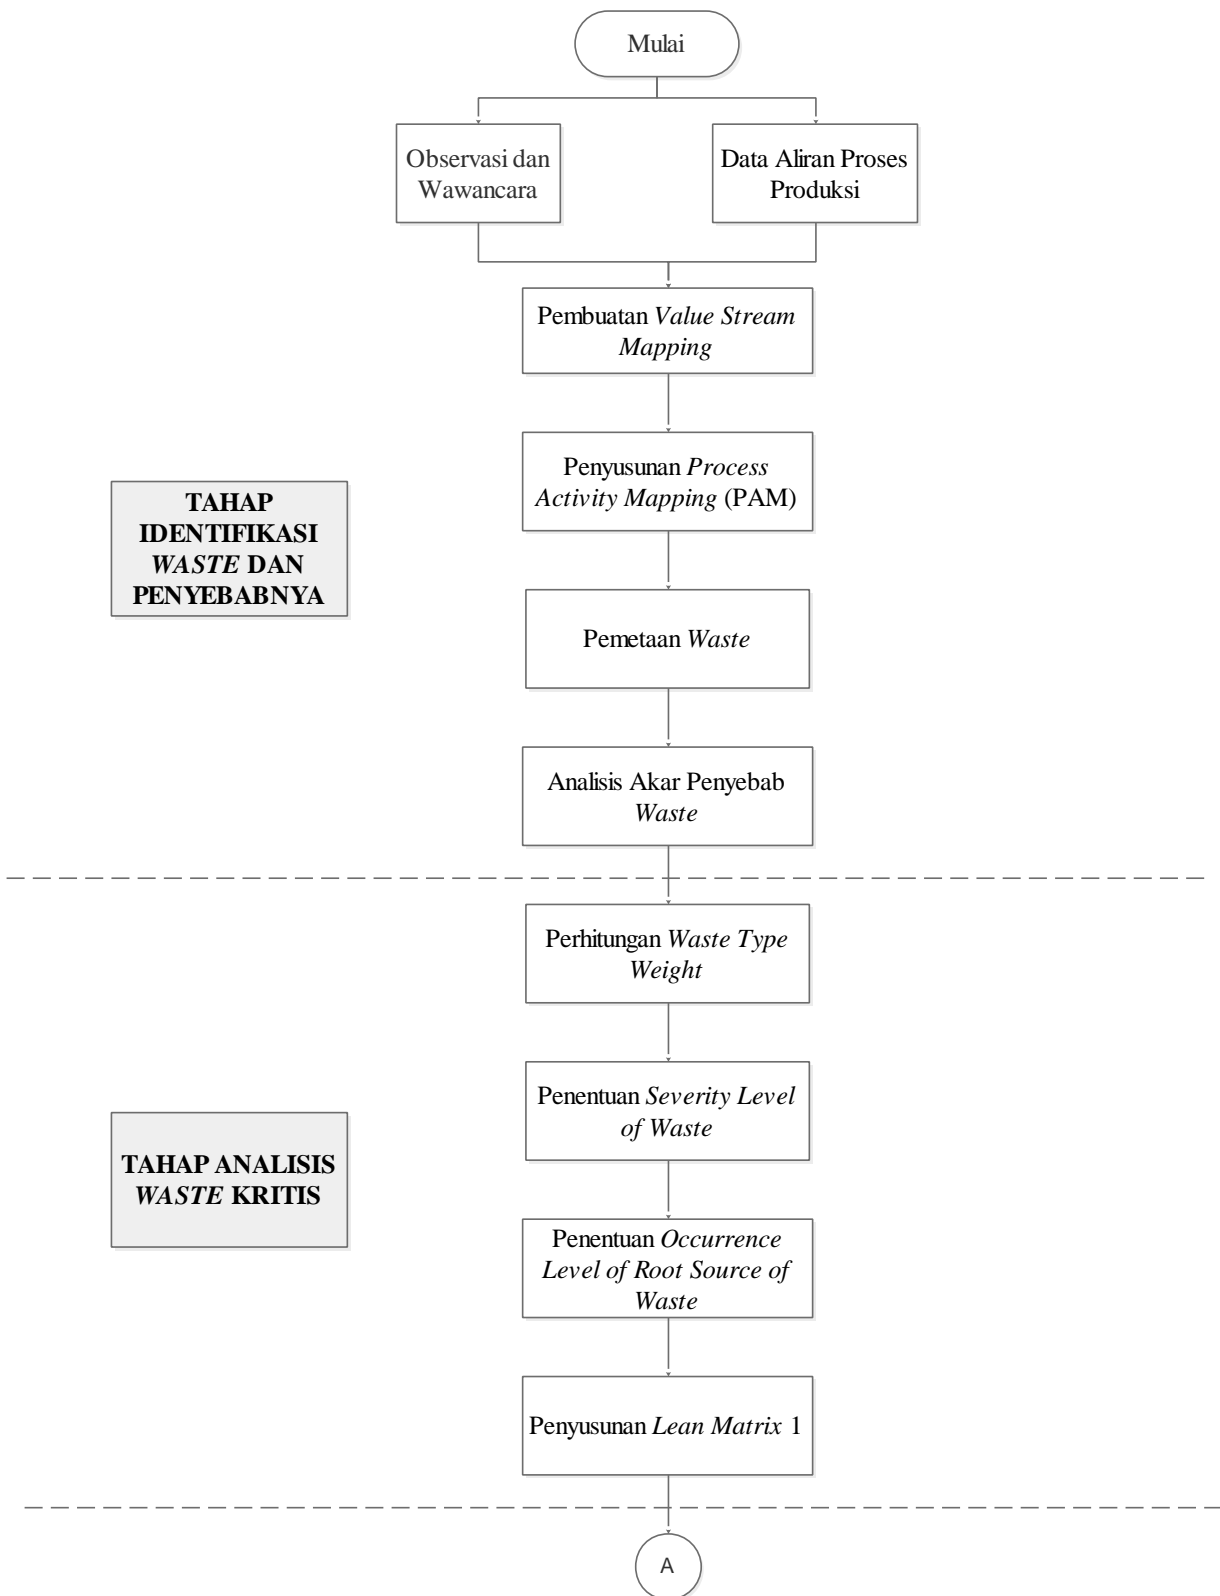 Mulai
Observasi dan
Wawancara
Data Aliran Proses
Produksi
Pembuatan Value Stream
Mapping
Penyusunan Process
Activity Mapping (PAM)
TAHAP
IDENTIFIKASI
WASTE DAN
PENYEBABNYA
Pemetaan Waste
Analisis Akar Penyebab
Waste
Perhitungan Waste Type
Weight
Penentuan Severity Level
of Waste
TAHAP ANALISIS
WASTE KRITIS
Penentuan Occurrence
Level of Root Source of
Waste
Penyusunan Lean Matrix 1
A